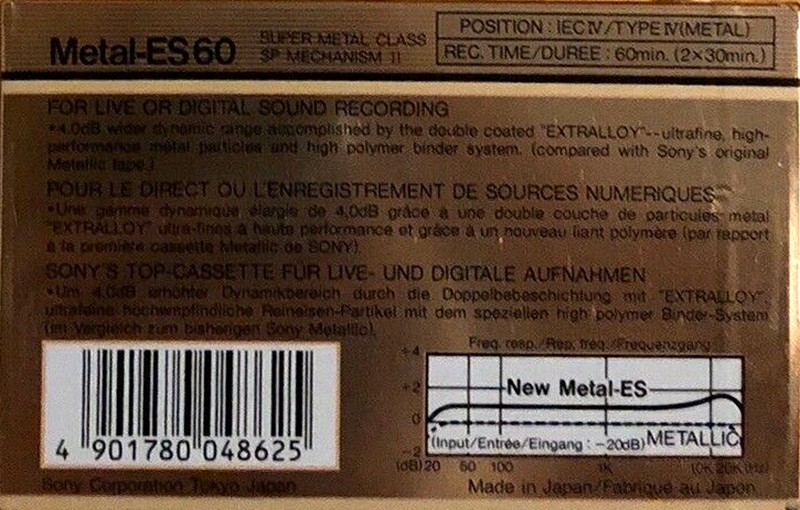 Metal-ES 60
SUPER METAL CLASS
SP MECHANISM II
POSITION : IEC IV/TYPE IV (METAL)
REC. TIME/DUREE : 60min. (2×30min.)
FOR LIVE OR DIGITAL SOUND RECORDING
•4.0dB wider dynamic range accomplished by the double coated "EXTRALLOY"--ultrafine, high-
performance metal particles and high polymer binder system. (compared with Sony's original
Metallic tape.)
POUR LE DIRECT OU L'ENREGISTREMENT DE SOURCES NUMERIQUES
•Une gamme dynamique élargie de 4,0dB grâce à une double couche de particules métal
"EXTRALLOY" ultra-fines à haute performance et grâce à un nouveau liant polymère (par rapport
à la première cassette Metallic de SONY).
SONY'S TOP-CASSETTE FÜR LIVE- UND DIGITALE AUFNAHMEN
•Um 4.0dB erhöhter Dynamikbereich durch die Doppelbebeschichtung mit "EXTRALLOY",
ultrafeine hochempfindliche Reineisen-Partikel mit dem speziellen high polymer Binder-System
(im Vergleich zum bisherigen Sony Metallic).
Freq. resp./Rep. freq./Frequenzgang
+4
+2
New Metal-ES
0
(Input/Entrée/Eingang : -20dB) METALLIC
-2
(dB) 20 50 100 1K 10K 20K (Hz)
4 901780 048625
Sony Corporation Tokyo Japan
Made in Japan/Fabriqué au Japon